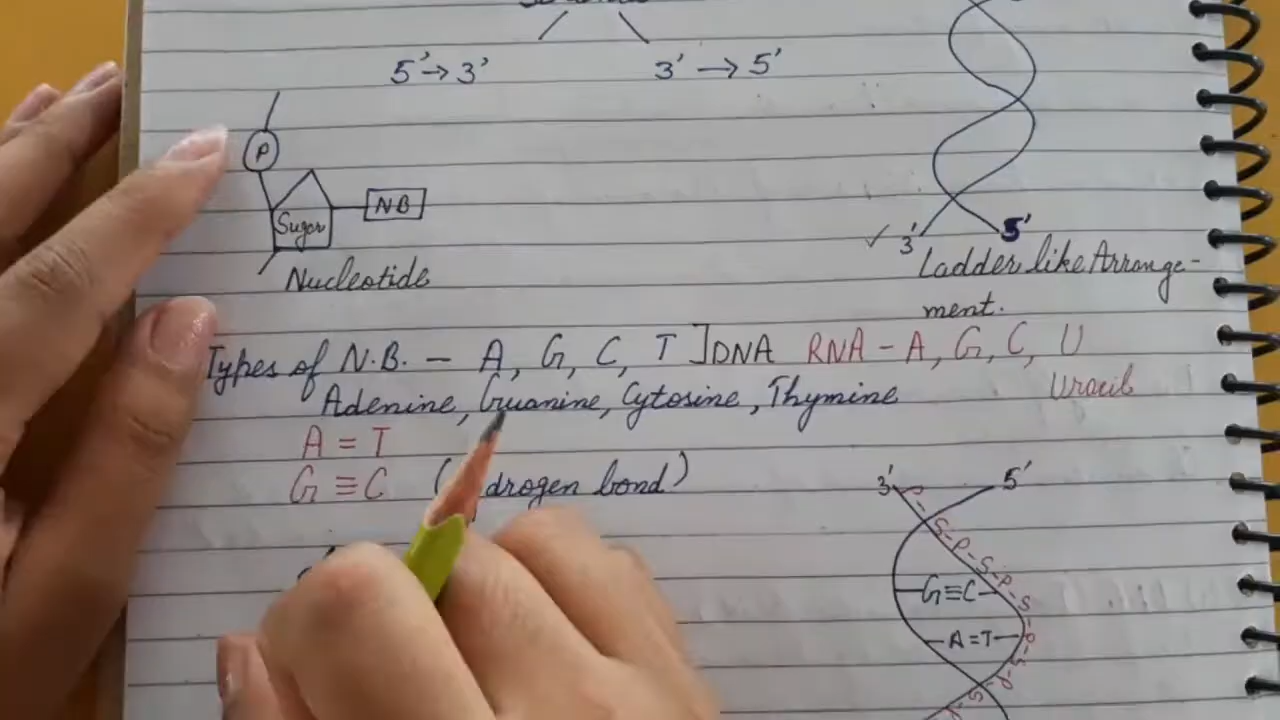 5' → 3' 3' → 5'
P
Sugar NB
Nucleotide
3' 5'
Ladder like Arrange-
ment.
Types of N.B. - A, G, C, T ] DNA RNA - A, G, C, U
Adenine, Guanine, Cytosine, Thymine Uracil
A = T
G ≡ C (drogen bond)
3' 5'
P-S-P-S-P-S-P-S-P-S
G≡C
A=T